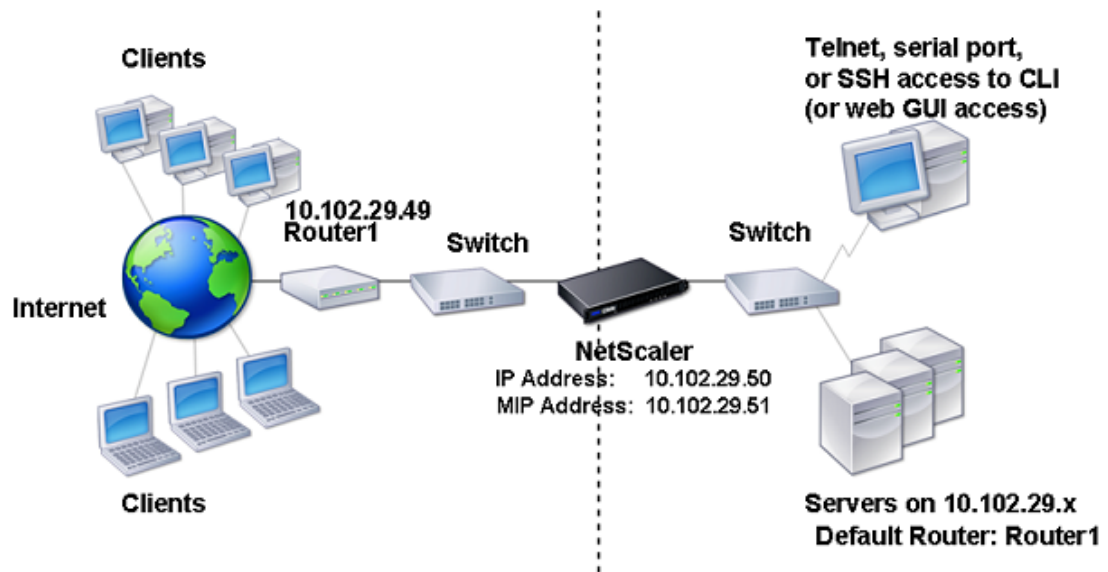 Clients
Telnet, serial port,
or SSH access to CLI
(or web GUI access)
10.102.29.49
Router1
Switch
Switch
Internet
NetScaler
IP Address: 10.102.29.50
MIP Address: 10.102.29.51
Clients
Servers on 10.102.29.x
Default Router: Router1